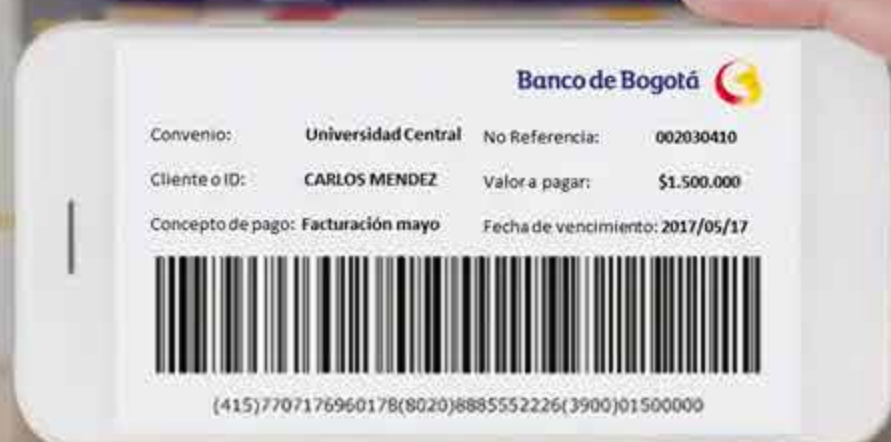 Banco de Bogotá
Convenio: Universidad Central No Referencia: 002030410
Cliente o ID: CARLOS MENDEZ Valor a pagar: $1.500.000
Concepto de pago: Facturación mayo Fecha de vencimiento: 2017/05/17
(415)7707176960178(8020)8885552226(3900)01500000